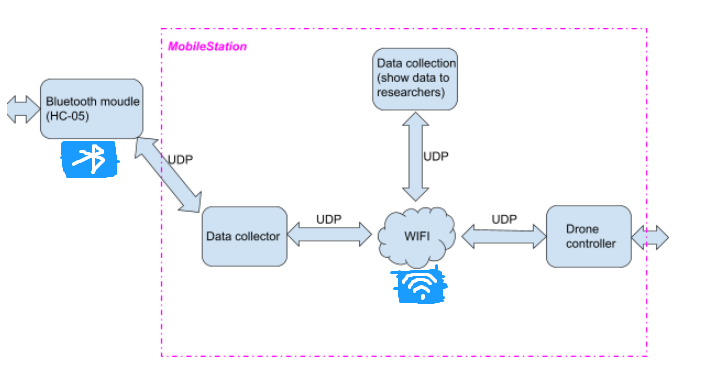 MobileStation
Data collection
(show data to
researchers)
Bluetooth moudle
(HC-05)
UDP
UDP
Data collector
UDP
WIFI
UDP
Drone
controller